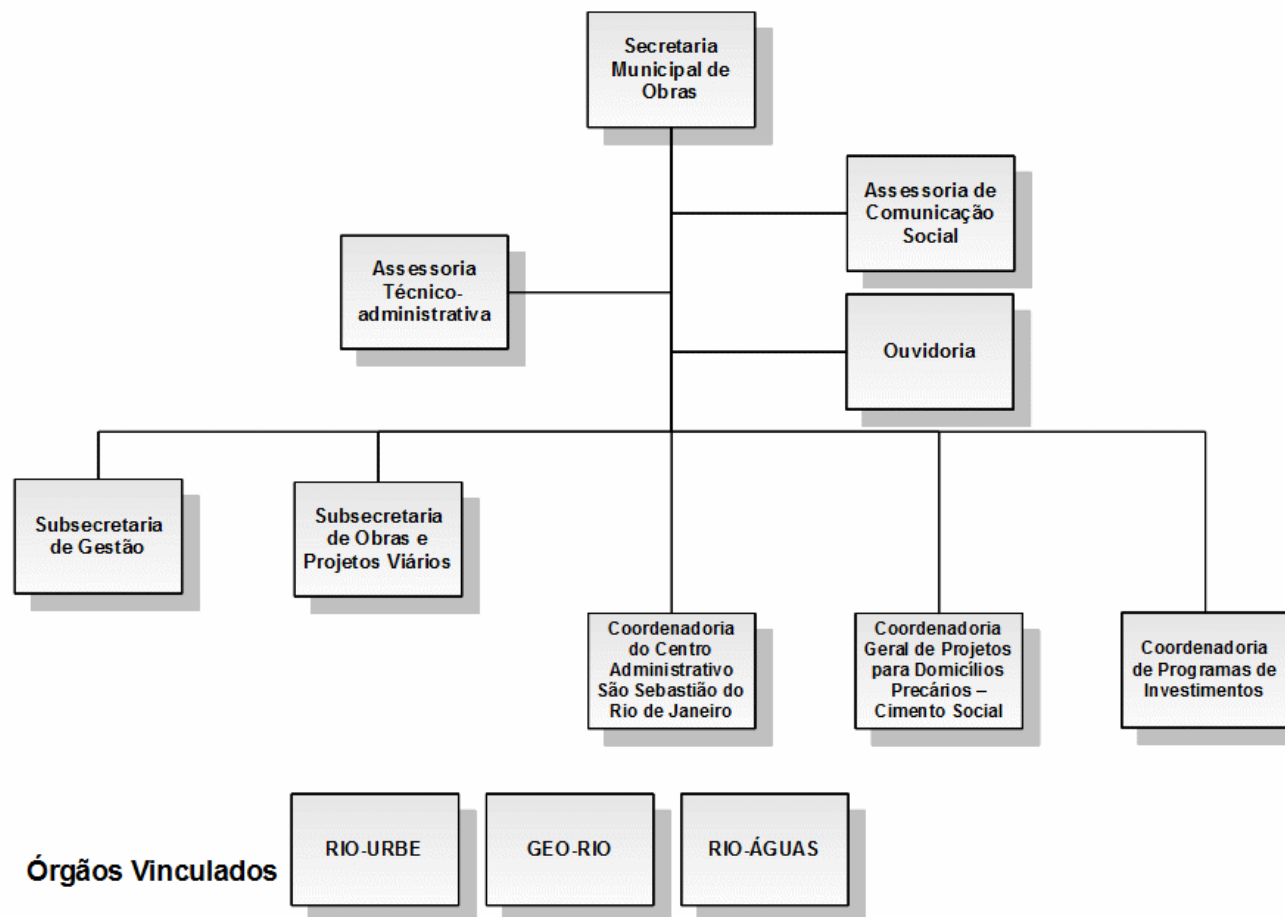 Secretaria
Municipal de
Obras
Assessoria de
Comunicação
Social
Assessoria
Técnico-
administrativa
Ouvidoria
Subsecretaria
de Gestão
Subsecretaria
de Obras e
Projetos Viários
Coordenadoria
do Centro
Administrativo
São Sebastião do
Rio de Janeiro
Coordenadoria
Geral de Projetos
para Domicílios
Precários –
Cimento Social
Coordenadoria
de Programas de
Investimentos
Órgãos Vinculados
RIO-URBE
GEO-RIO
RIO-ÁGUAS